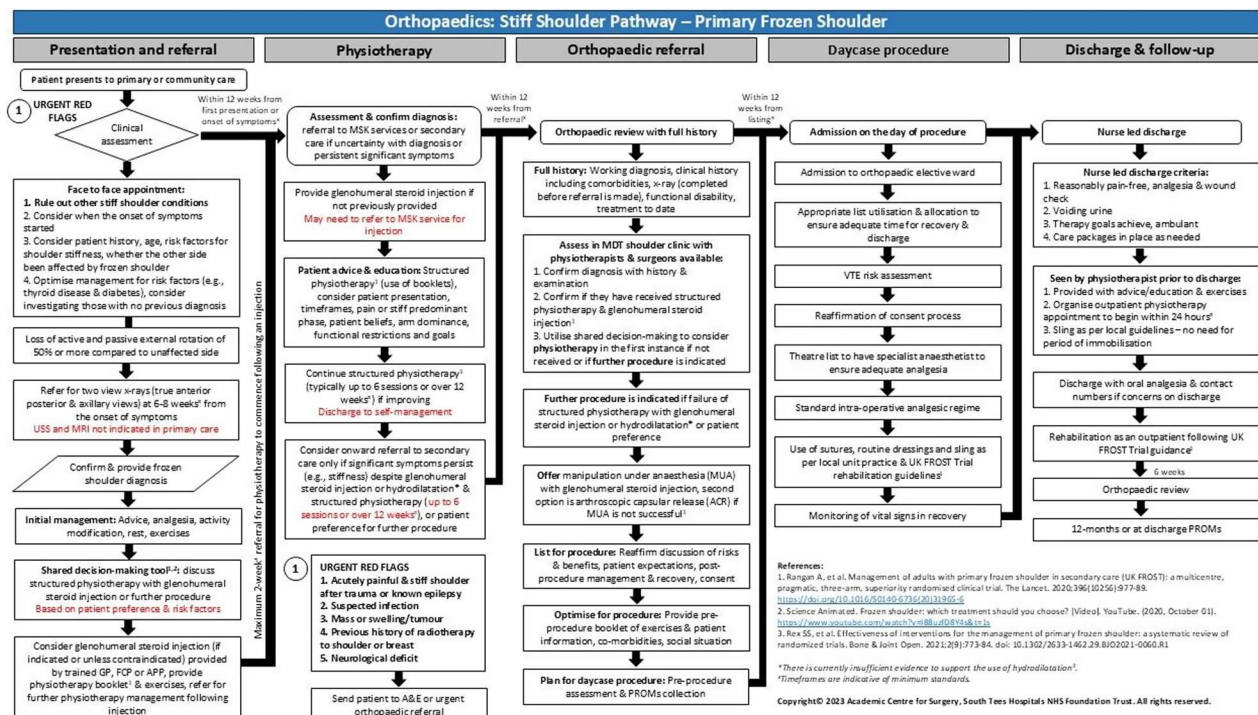 Orthopaedics: Stiff Shoulder Pathway – Primary Frozen Shoulder
Presentation and referral
Patient presents to primary or community care
1
URGENT RED
FLAGS
Clinical
assessment
Within 12 weeks from
first presentation or
onset of symptoms*
Face to face appointment:
1. Rule out other stiff shoulder conditions
2. Consider when the onset of symptoms
started
3. Consider patient history, age, risk factors for
shoulder stiffness, whether the other side
been affected by frozen shoulder
4. Optimise management for risk factors (e.g.,
thyroid disease & diabetes), consider
investigating those with no previous diagnosis
Loss of active and passive external rotation of
50% or more compared to unaffected side
Refer for two view x-rays (true anterior
posterior & axillary views) at 6-8 weeks* from
the onset of symptoms
USS and MRI not indicated in primary care
Confirm & provide frozen
shoulder diagnosis
Initial management: Advice, analgesia, activity
modification, rest, exercises
Shared decision-making tool¹˒²: discuss
structured physiotherapy with glenohumeral
steroid injection or further procedure
Based on patient preference & risk factors
Consider glenohumeral steroid injection (if
indicated or unless contraindicated) provided
by trained GP, FCP or APP, provide
physiotherapy booklet¹ & exercises, refer for
further physiotherapy management following
injection
Maximum 2-week* referral for physiotherapy to commence following an injection
Physiotherapy
Assessment & confirm diagnosis:
referral to MSK services or secondary
care if uncertainty with diagnosis or
persistent significant symptoms
Within 12
weeks from
referral*
Provide glenohumeral steroid injection if
not previously provided
May need to refer to MSK service for
injection
Patient advice & education: Structured
physiotherapy¹ (use of booklets),
consider patient presentation,
timeframes, pain or stiff predominant
phase, patient beliefs, arm dominance,
functional restrictions and goals
Continue structured physiotherapy¹
(typically up to 6 sessions or over 12
weeks*) if improving
Discharge to self-management
Consider onward referral to secondary
care only if significant symptoms persist
(e.g., stiffness) despite glenohumeral
steroid injection or hydrodilatation* &
structured physiotherapy (up to 6
sessions or over 12 weeks*), or patient
preference for further procedure
1
URGENT RED FLAGS
1. Acutely painful & stiff shoulder
after trauma or known epilepsy
2. Suspected infection
3. Mass or swelling/tumour
4. Previous history of radiotherapy
to shoulder or breast
5. Neurological deficit
Send patient to A&E or urgent
orthopaedic referral
Orthopaedic referral
Orthopaedic review with full history
Within 12
weeks from
listing*
Full history: Working diagnosis, clinical history
including comorbidities, x-ray (completed
before referral is made), functional disability,
treatment to date
Assess in MDT shoulder clinic with
physiotherapists & surgeons available:
1. Confirm diagnosis with history &
examination
2. Confirm if they have received structured
physiotherapy & glenohumeral steroid
injection¹
3. Utilise shared decision-making to consider
physiotherapy in the first instance if not
received or if further procedure is indicated
Further procedure is indicated if failure of
structured physiotherapy with glenohumeral
steroid injection or hydrodilatation* or patient
preference
Offer manipulation under anaesthesia (MUA)
with glenohumeral steroid injection, second
option is arthroscopic capsular release (ACR) if
MUA is not successful¹
List for procedure: Reaffirm discussion of risks
& benefits, patient expectations, post-
procedure management & recovery, consent
Optimise for procedure: Provide pre-
procedure booklet of exercises & patient
information, co-morbidities, social situation
Plan for daycase procedure: Pre-procedure
assessment & PROMs collection
Daycase procedure
Admission on the day of procedure
Admission to orthopaedic elective ward
Appropriate list utilisation & allocation to
ensure adequate time for recovery &
discharge
VTE risk assessment
Reaffirmation of consent process
Theatre list to have specialist anaesthetist to
ensure adequate analgesia
Standard intra-operative analgesic regime
Use of sutures, routine dressings and sling as
per local unit practice & UK FROST Trial
rehabilitation guidelines¹
Monitoring of vital signs in recovery
Discharge & follow-up
Nurse led discharge
Nurse led discharge criteria:
1. Reasonably pain-free, analgesia & wound
check
2. Voiding urine
3. Therapy goals achieve, ambulant
4. Care packages in place as needed
Seen by physiotherapist prior to discharge:
1. Provided with advice/education & exercises
2. Organise outpatient physiotherapy
appointment to begin within 24 hours*
3. Sling as per local guidelines – no need for
period of immobilisation
Discharge with oral analgesia & contact
numbers if concerns on discharge
Rehabilitation as an outpatient following UK
FROST Trial guidance¹
6 weeks
Orthopaedic review
12-months or at discharge PROMs
References:
1. Rangan A, et al. Management of adults with primary frozen shoulder in secondary care (UK FROST): a multicentre,
pragmatic, three-arm, superiority randomised clinical trial. The Lancet. 2020;396(10256):977-89.
https://doi.org/10.1016/S0140-6736(20)31965-6
2. Science Animated. Frozen shoulder: which treatment should you choose? [Video]. YouTube. (2020, October 01).
3. Rex SS, et al. Effectiveness of interventions for the management of primary frozen shoulder: a systematic review of
randomized trials. Bone & Joint Open. 2021;2(9):773-84. doi: 10.1302/2633-1462.29.BJO2021-0060.R1
*There is currently insufficient evidence to support the use of hydrodilatation³.
*Timeframes are indicative of minimum standards.
Copyright© 2023 Academic Centre for Surgery, South Tees Hospitals NHS Foundation Trust. All rights reserved.